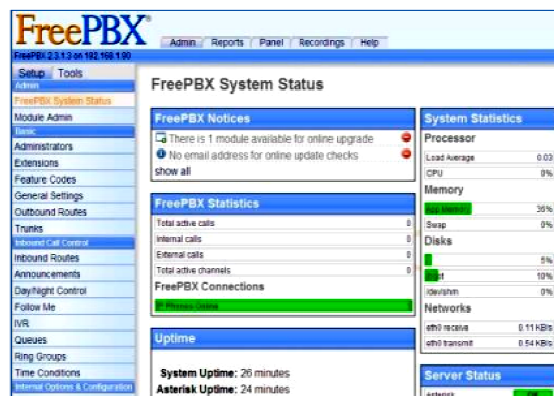 FreePBX
Admin Reports Panel Recordings Help
FreePBX 2.3.1.3 on 192.168.1.90
Setup Tools
Admin
FreePBX System Status
Module Admin
Basic
Administrators
Extensions
Feature Codes
General Settings
Outbound Routes
Trunks
Inbound Call Control
Inbound Routes
Announcements
Day/Night Control
Follow Me
IVR
Queues
Ring Groups
Time Conditions
Internal Options & Configuration
FreePBX System Status
FreePBX Notices
There is 1 module available for online upgrade
No email address for online update checks
show all
FreePBX Statistics
Total active calls 0
Internal calls 0
External calls 0
Total active channels 0
FreePBX Connections
IP Phones Online
Uptime
System Uptime: 26 minutes
Asterisk Uptime: 24 minutes
System Statistics
Processor
Load Average 0.03
CPU 0%
Memory
App Memory 36%
Swap 0%
Disks
/ 5%
/boot 10%
/dev/shm 0%
Networks
eth0 receive 0.11 KB/s
eth0 transmit 0.54 KB/s
Server Status
Asterisk OK